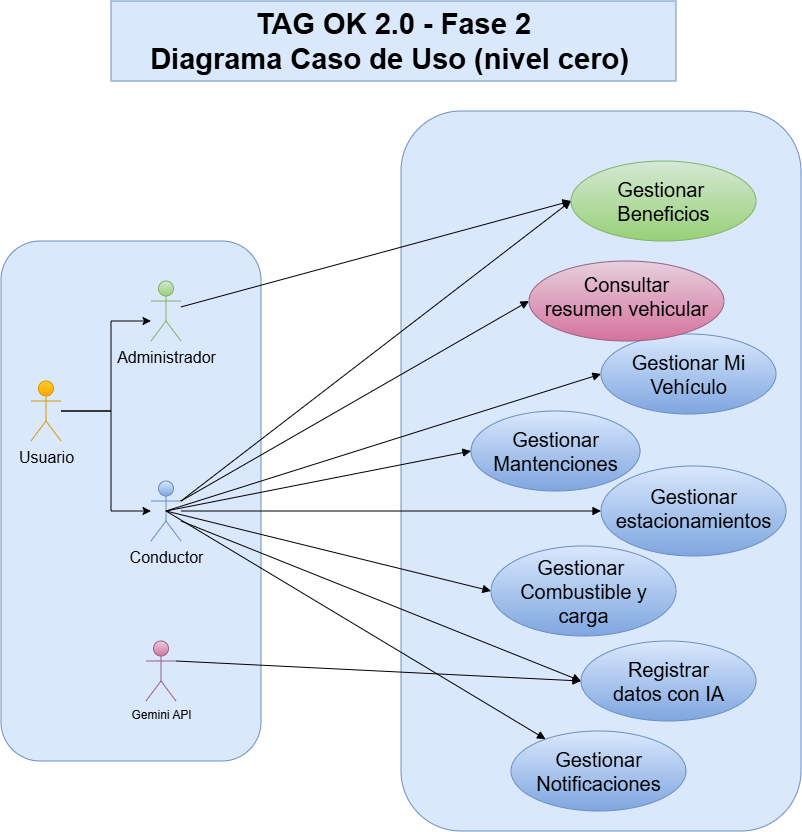 TAG OK 2.0 - Fase 2
Diagrama Caso de Uso (nivel cero)
Gestionar
Beneficios
Consultar
resumen vehicular
Administrador
Gestionar Mi
Vehículo
Usuario
Gestionar
Mantenciones
Gestionar
estacionamientos
Conductor
Gestionar
Combustible y
carga
Registrar
datos con IA
Gemini API
Gestionar
Notificaciones